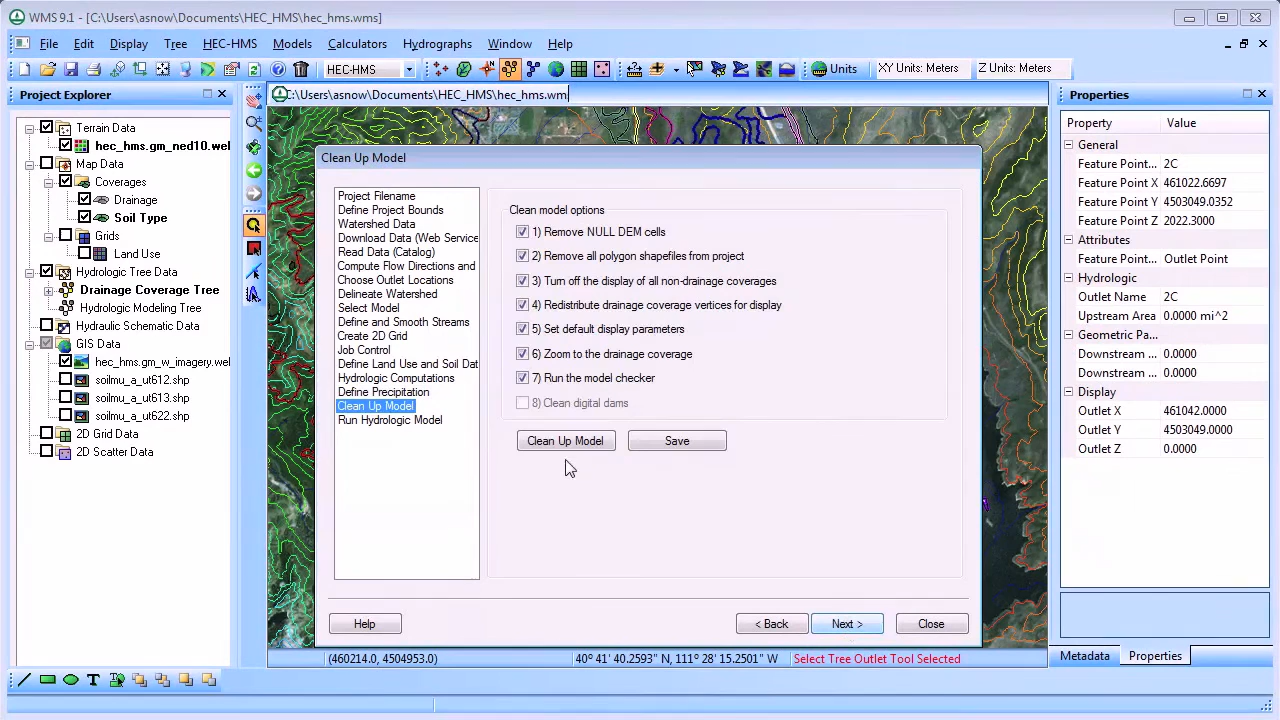 WMS 9.1 - [C:\Users\asnow\Documents\HEC_HMS\hec_hms.wms]
File Edit Display Tree HEC-HMS Models Calculators Hydrographs Window Help
HEC-HMS Units XY Units: Meters Z Units: Meters
Project Explorer
Terrain Data
hec_hms.gm_ned10.wel
Map Data
Coverages
Drainage
Soil Type
Grids
Land Use
Hydrologic Tree Data
Drainage Coverage Tree
Hydrologic Modeling Tree
Hydraulic Schematic Data
GIS Data
hec_hms.gm_w_imagery.wel
solmu_a_ut612.shp
solmu_a_ut613.shp
solmu_a_ut622.shp
2D Grid Data
2D Scatter Data
:\Users\asnow\Documents\HEC_HMS\hec_hms.wm
Clean Up Model
Project Filename
Define Project Bounds
Watershed Data
Download Data (Web Service
Read Data (Catalog)
Compute Flow Directions and
Choose Outlet Locations
Delineate Watershed
Select Model
Define and Smooth Streams
Create 2D Grid
Job Control
Define Land Use and Soil Dat
Hydrologic Computations
Define Precipitation
Clean Up Model
Run Hydrologic Model
Clean model options
1) Remove NULL DEM cells
2) Remove all polygon shapefiles from project
3) Turn off the display of all non-drainage coverages
4) Redistribute drainage coverage vertices for display
5) Set default display parameters
6) Zoom to the drainage coverage
7) Run the model checker
8) Clean digital dams
Clean Up Model Save
Help < Back Next > Close
(460214.0, 4504953.0) 40° 41' 40.2593" N, 111° 28' 15.2501" W Select Tree Outlet Tool Selected
Properties
Property Value
General
Feature Point... 2C
Feature Point X 461022.6697
Feature Point Y 4503049.0352
Feature Point Z 2022.3000
Attributes
Feature Point... Outlet Point
Hydrologic
Outlet Name 2C
Upstream Area 0.0000 mi^2
Geometric Pa...
Downstream ... 0.0000
Downstream ... 0.0000
Display
Outlet X 461042.0000
Outlet Y 4503049.0000
Outlet Z 0.0000
Metadata Properties
T